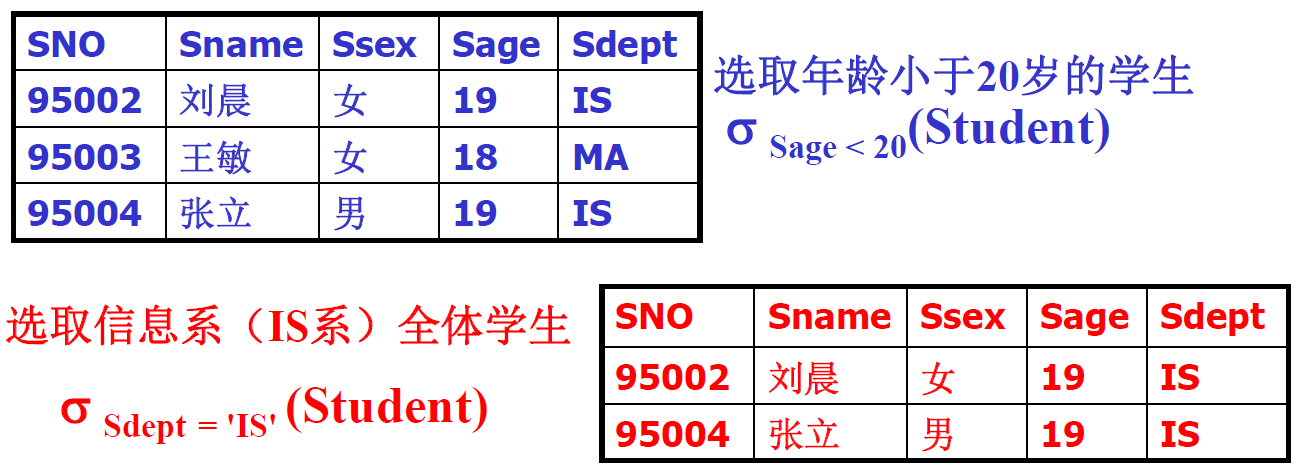 SNO Sname Ssex Sage Sdept
95002 刘晨 女 19 IS
95003 王敏 女 18 MA
95004 张立 男 19 IS
选取年龄小于20岁的学生
σ Sage < 20(Student)
选取信息系（IS系）全体学生
σ Sdept = 'IS' (Student)
SNO Sname Ssex Sage Sdept
95002 刘晨 女 19 IS
95004 张立 男 19 IS